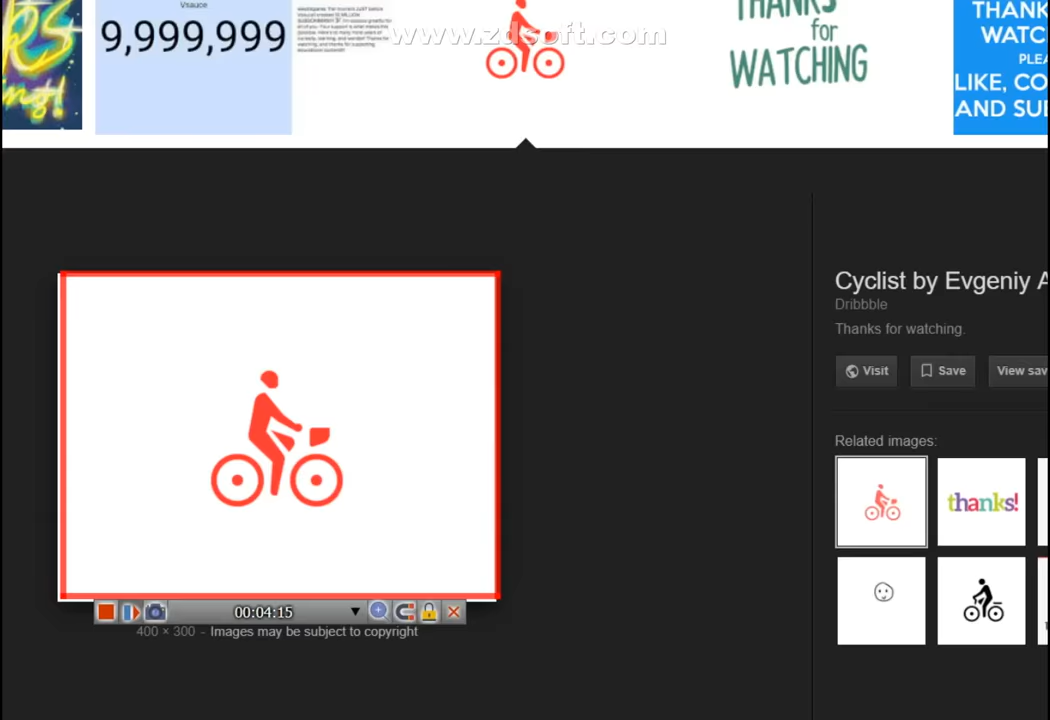 Vsauce
9,999,999
www.zdsoft.com
ng!
THANKS
for
WATCHING
THANK
WATC
PLEA
LIKE, CO
AND SU
Cyclist by Evgeniy A
Dribbble
Thanks for watching.
Visit
Save
View sav
Related images:
thanks!
00:04:15
400 × 300 - Images may be subject to copyright